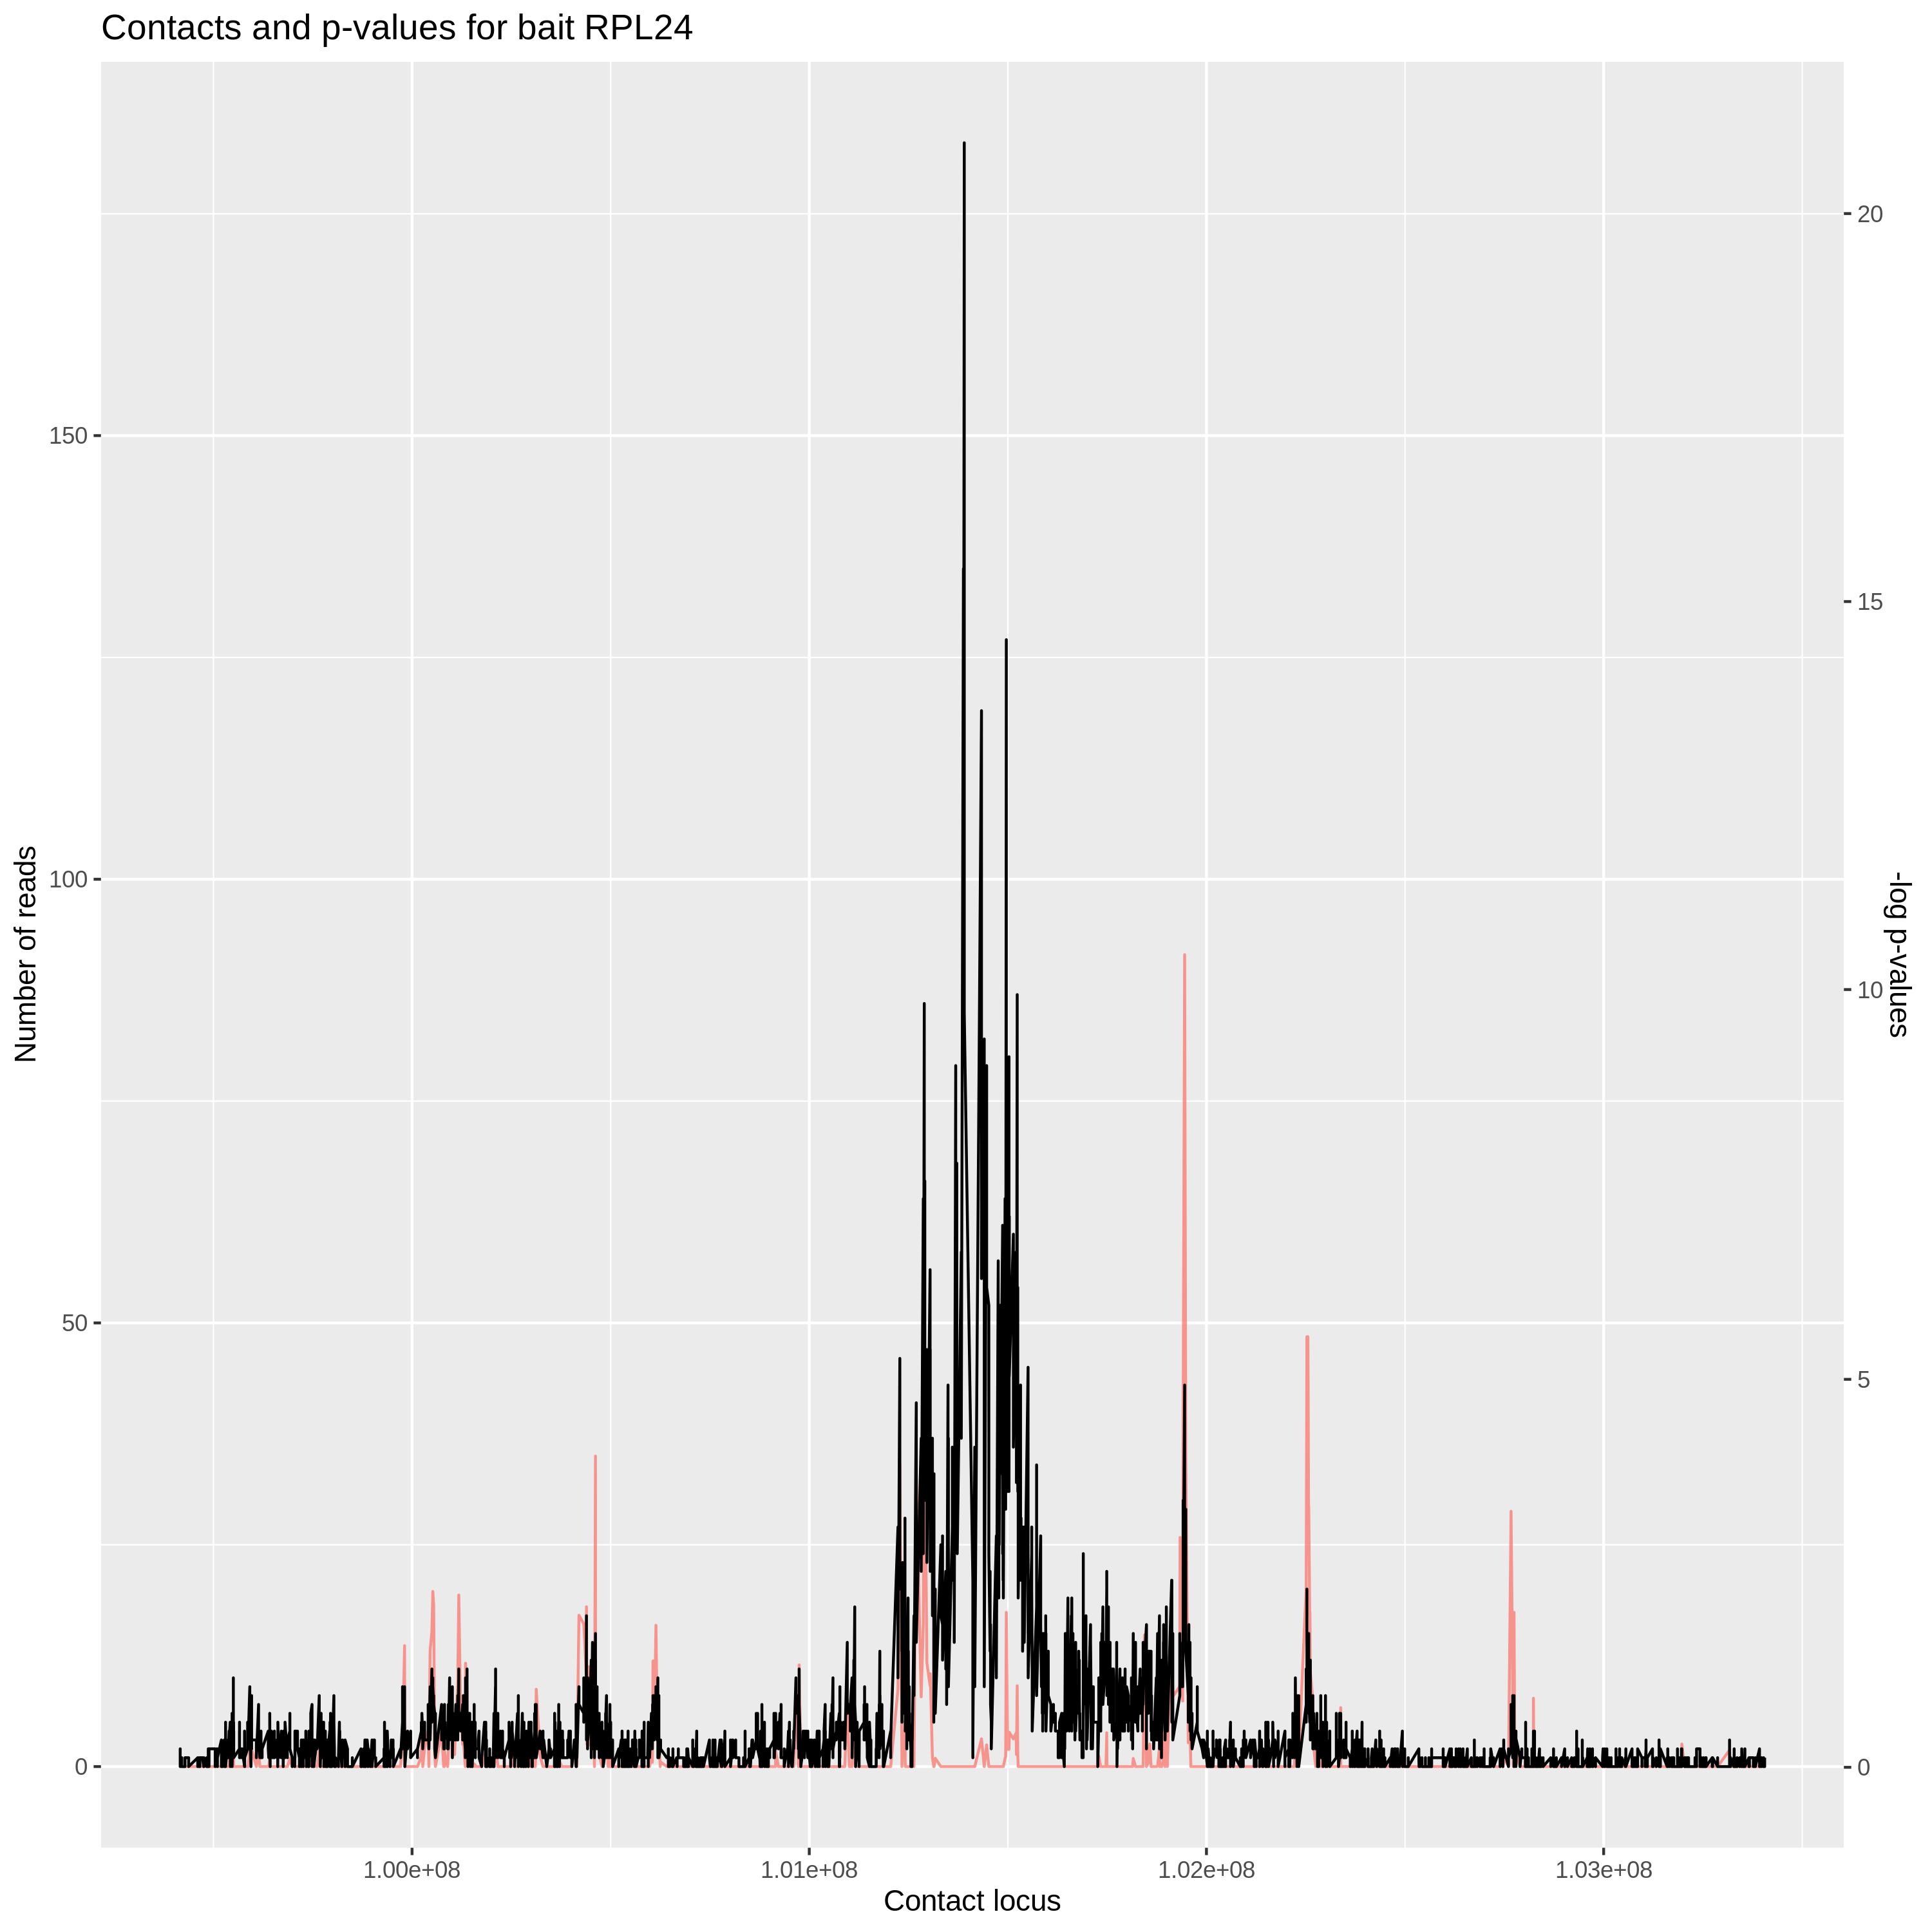 Contacts and p-values for bait RPL24
Number of reads
150
100
50
0
20
15
10
5
0
-log p-values
1.00e+08 1.01e+08 1.02e+08 1.03e+08
Contact locus